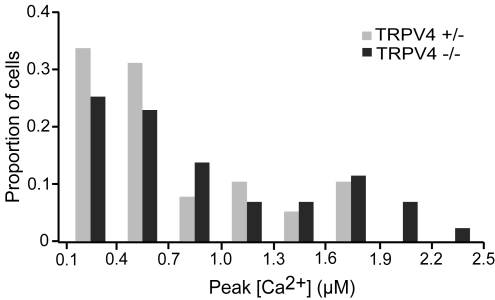 0.4
0.3
0.2
0.1
0
Proportion of cells
TRPV4 +/-
TRPV4 -/-
0.1 0.4 0.7 1.0 1.3 1.6 1.9 2.2 2.5
Peak [Ca2+] (µM)